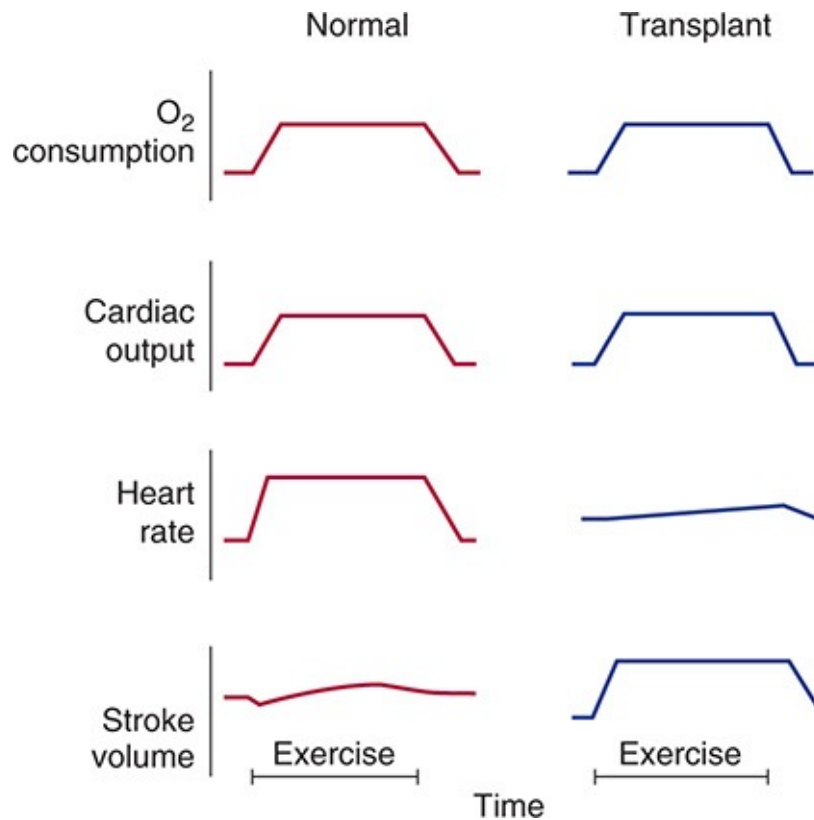 Normal
Transplant
O₂
consumption
Cardiac
output
Heart
rate
Stroke
volume
Exercise
Exercise
Time